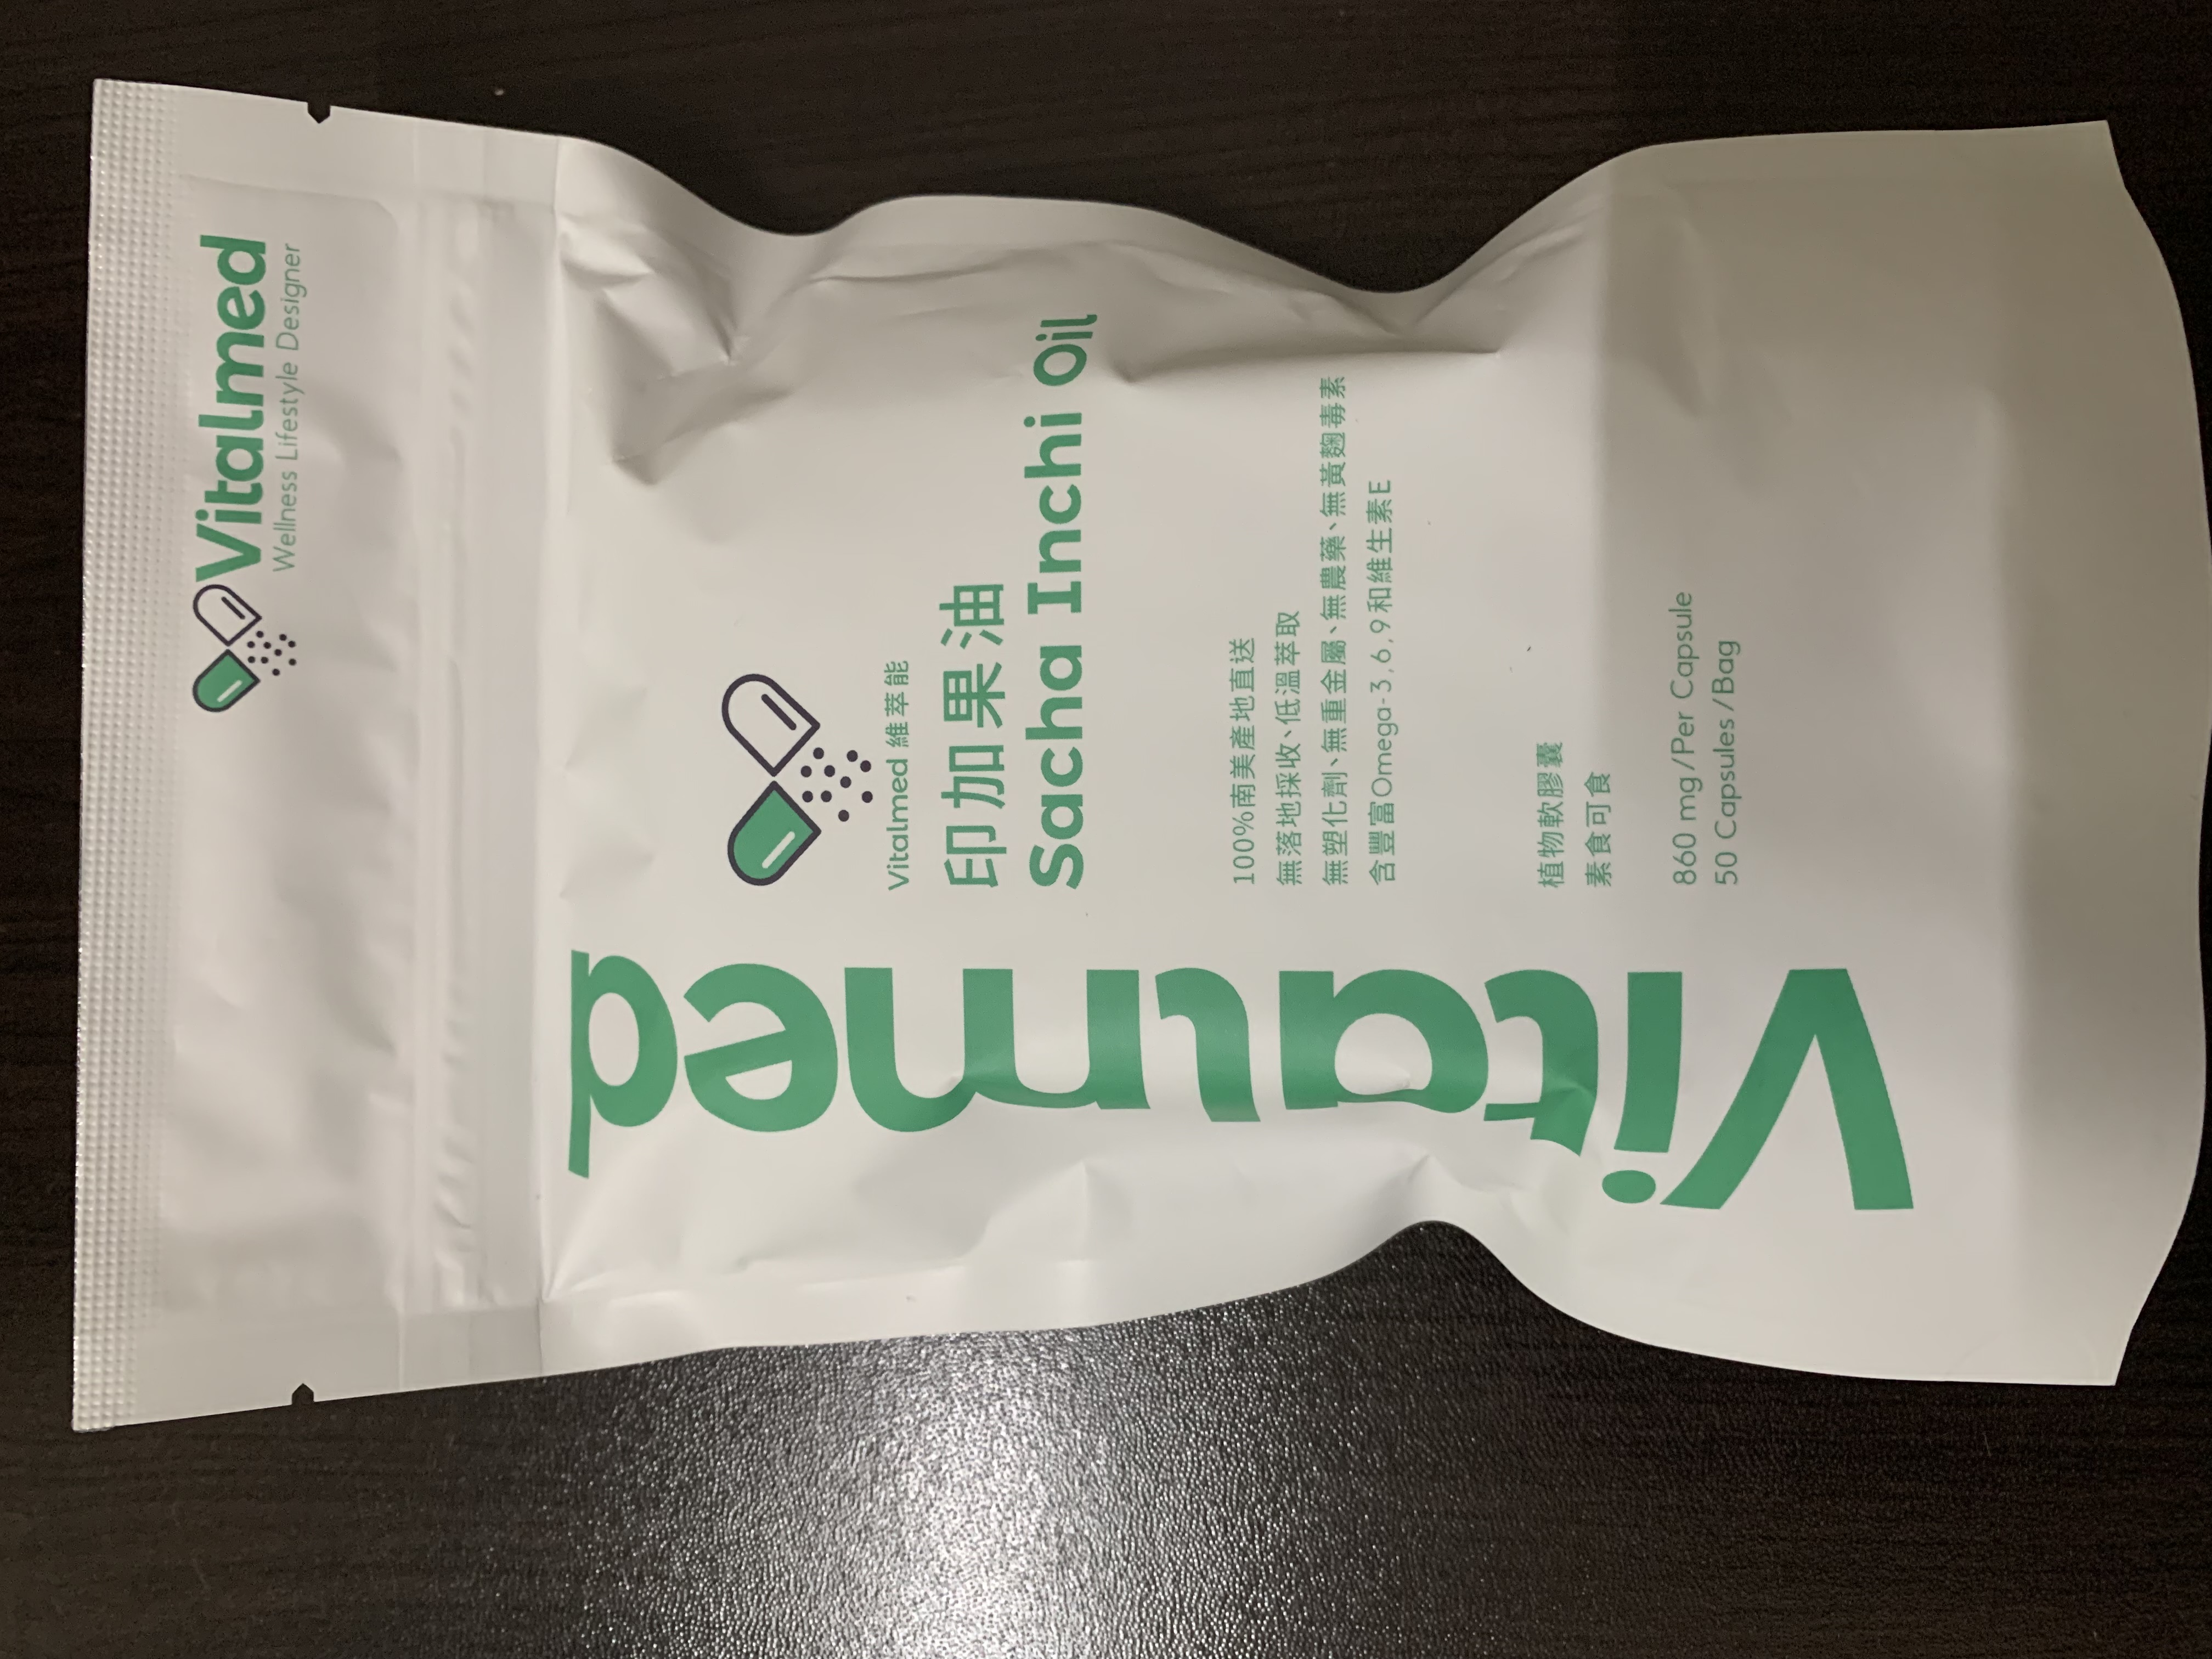 Vitalmed
Wellness Lifestyle Designer
Vitalmed 維萃能
印加果油
Sacha Inchi Oil
100%南美產地直送
無落地採收、低溫萃取
無塑化劑、無重金屬、無農藥、無黃麴毒素
含豐富Omega-3,6,9和維生素E
植物軟膠囊
素食可食
860 mg/Per Capsule
50 Capsules/Bag
Vitalmed